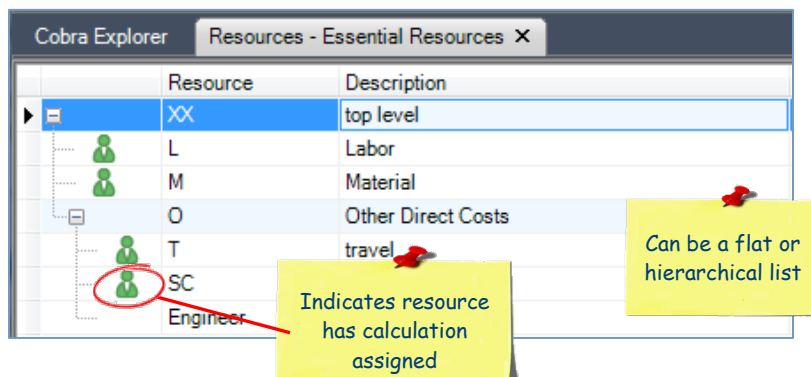 Cobra Explorer Resources - Essential Resources X
Resource Description
XX top level
L Labor
M Material
O Other Direct Costs
T travel
SC
Engineer
Can be a flat or
hierarchical list
Indicates resource
has calculation
assigned